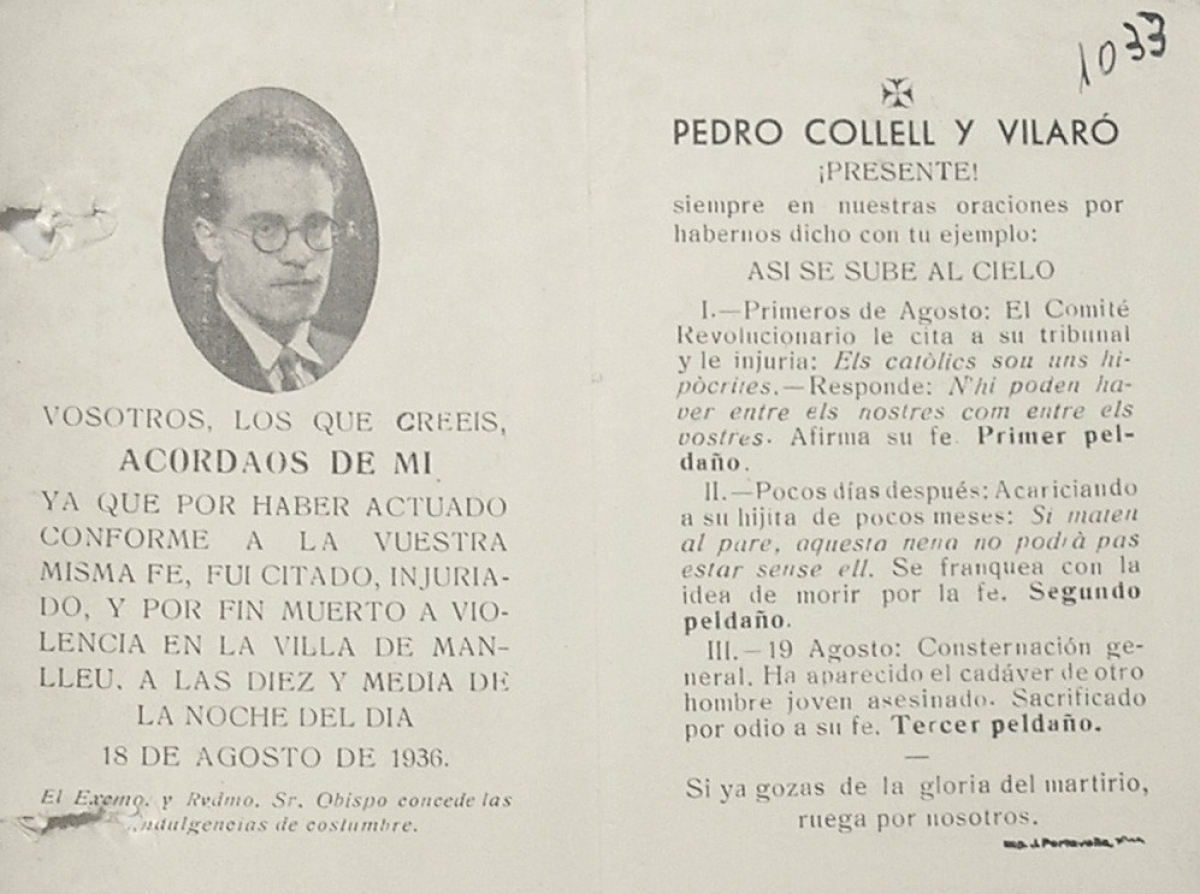 VOSOTROS, LOS QUE CREEIS,
ACORDAOS DE MI
YA QUE POR HABER ACTUADO
CONFORME A LA VUESTRA
MISMA FE, FUI CITADO, INJURIA-
DO, Y POR FIN MUERTO A VIO-
LENCIA EN LA VILLA DE MAN-
LLEU, A LAS DIEZ Y MEDIA DE
LA NOCHE DEL DIA
18 DE AGOSTO DE 1936.
El Excmo. y Rvdmo. Sr. Obispo concede las
indulgencias de costumbre.
1033
PEDRO COLLELL Y VILARÓ
¡PRESENTE!
siempre en nuestras oraciones por
habernos dicho con tu ejemplo:
ASI SE SUBE AL CIELO
I.—Primeros de Agosto: El Comité
Revolucionario le cita a su tribunal
y le injuria: Els catòlics sou uns hi-
pòcrites.—Responde: N'hi poden ha-
ver entre els nostres com entre els
vostres. Afirma su fe. Primer pel-
daño.
II.—Pocos días después: Acariciando
a su hijita de pocos meses: Si maten
al pare, aquesta nena no podrà pas
estar sense ell. Se franquea con la
idea de morir por la fe. Segundo
peldaño.
III.—19 Agosto: Consternación ge-
neral. Ha aparecido el cadáver de otro
hombre joven asesinado. Sacrificado
por odio a su fe. Tercer peldaño.
—
Si ya gozas de la gloria del martirio,
ruega por nosotros.
Imp. J. Portavella,